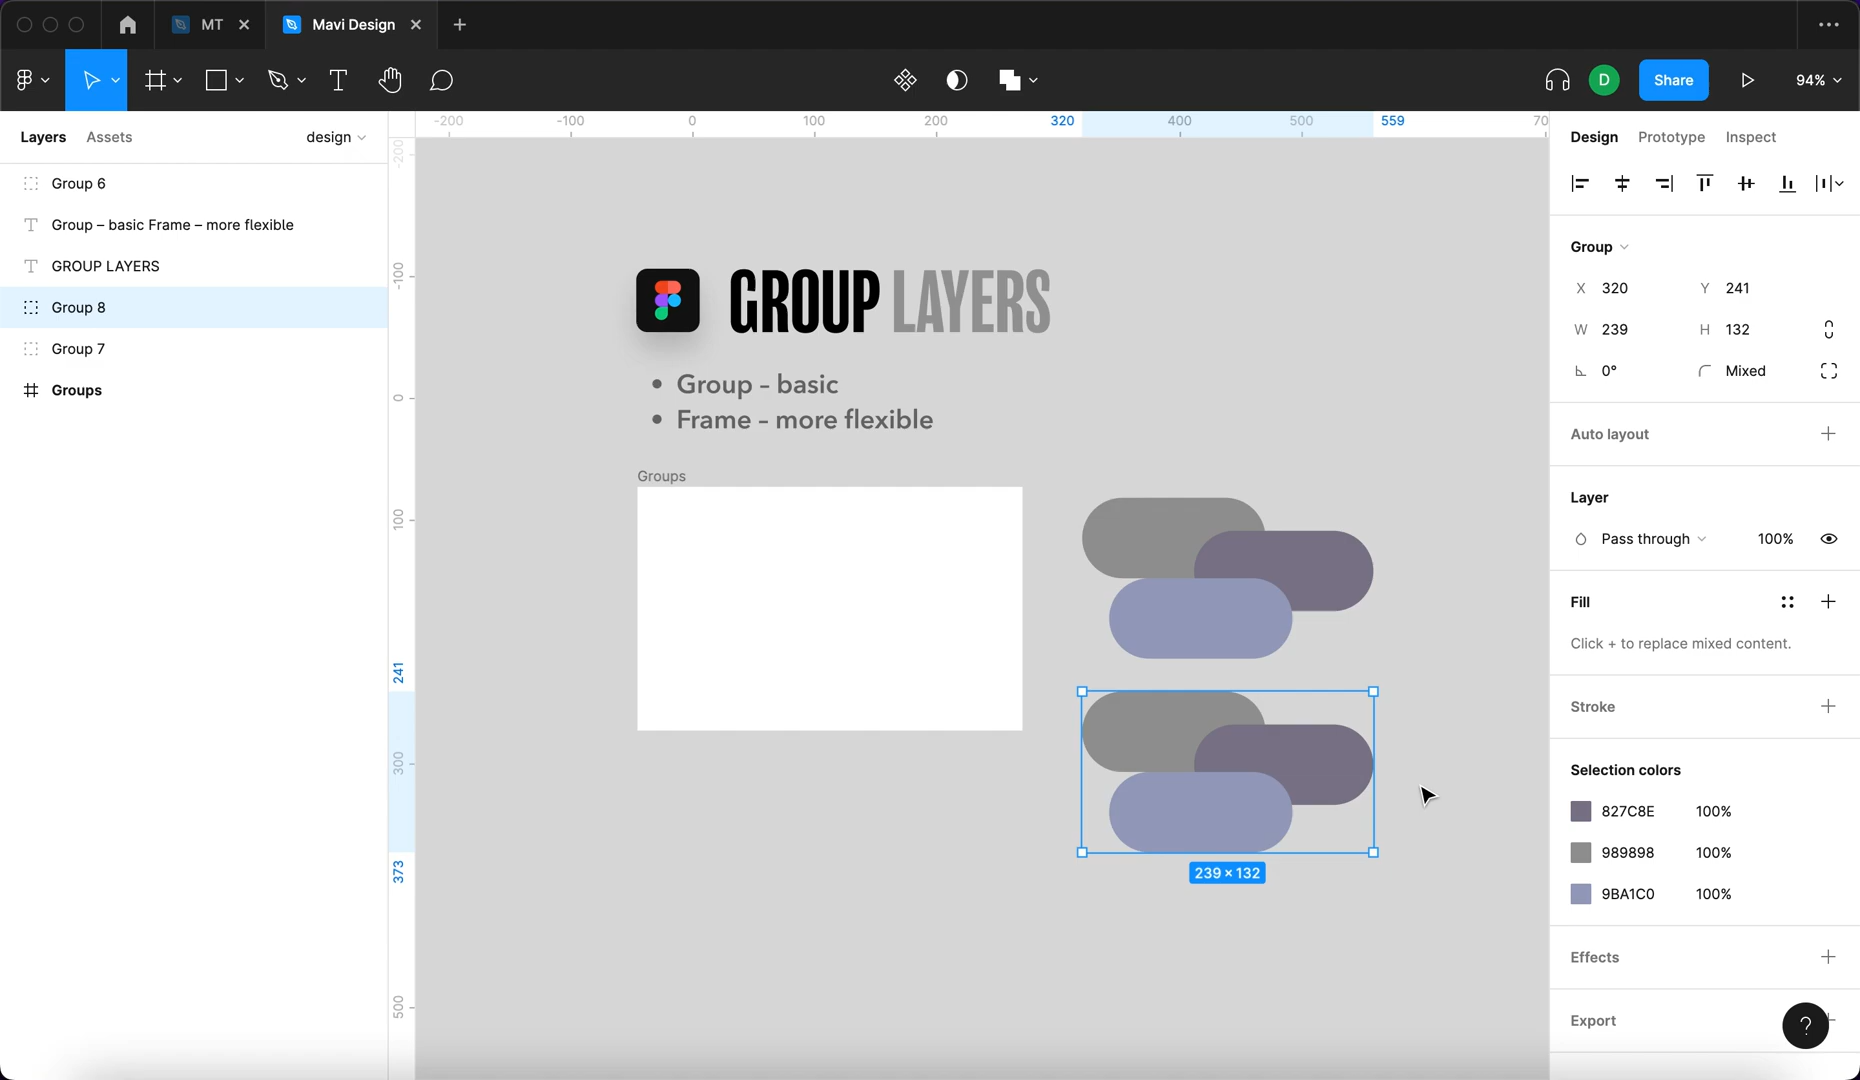 MT
Mavi Design
D
Share
94%
Layers
Assets
design
Group 6
Group – basic Frame – more flexible
GROUP LAYERS
Group 8
Group 7
Groups
-200
-100
0
100
200
320
400
500
559
70
-200
-100
0
100
241
300
373
500
GROUP LAYERS
• Group – basic
• Frame – more flexible
Groups
239 × 132
Design
Prototype
Inspect
Group
X 320
Y 241
W 239
H 132
0°
Mixed
Auto layout
Layer
Pass through
100%
Fill
Click + to replace mixed content.
Stroke
Selection colors
827C8E 100%
989898 100%
9BA1C0 100%
Effects
Export
?